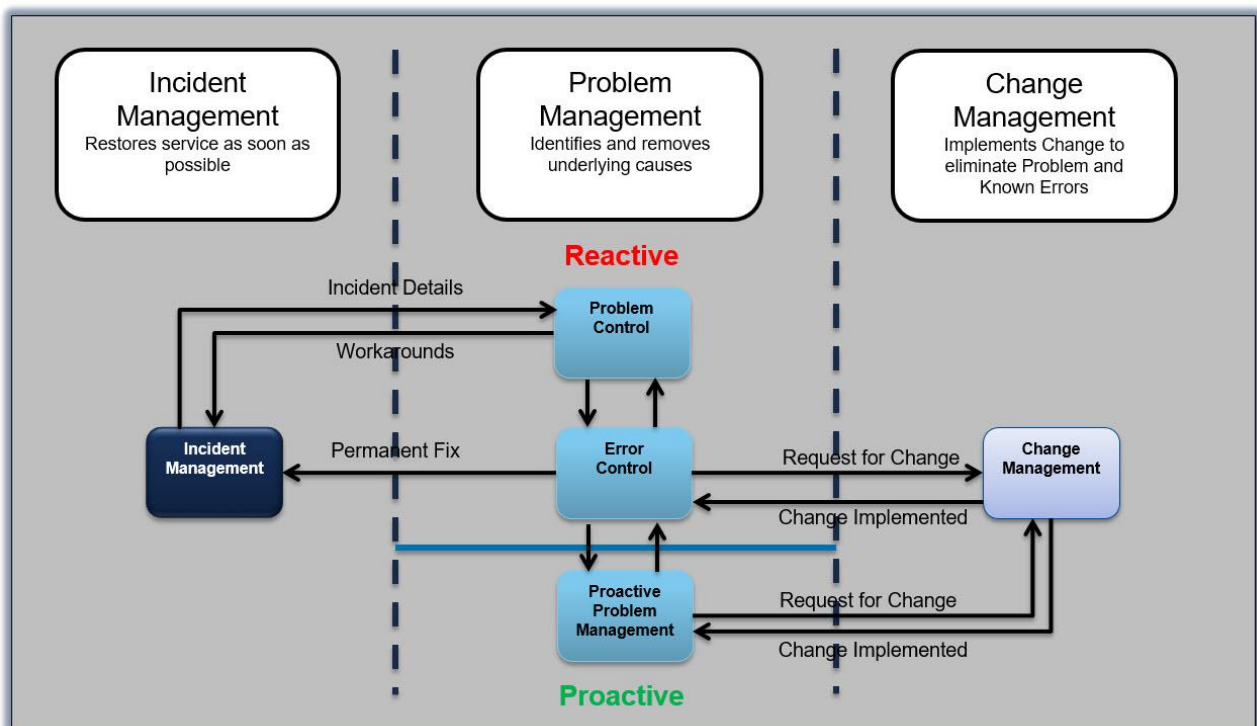 Incident
Management
Restores service as soon as
possible
Problem
Management
Identifies and removes
underlying causes
Change
Management
Implements Change to
eliminate Problem and
Known Errors
Reactive
Incident Details
Problem
Control
Workarounds
Incident
Management
Permanent Fix
Error
Control
Request for Change
Change
Management
Change Implemented
Proactive
Problem
Management
Request for Change
Change Implemented
Proactive